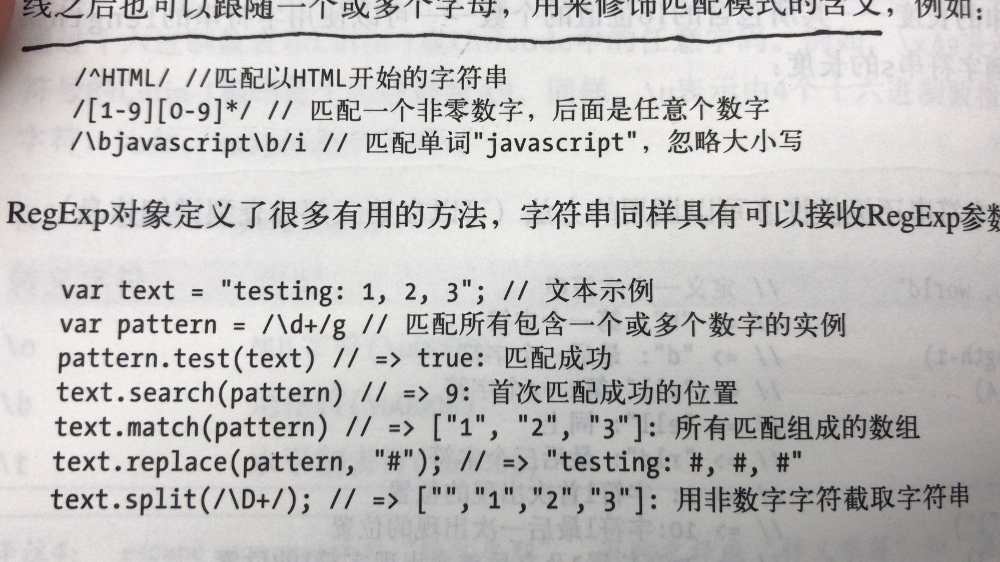 线之后也可以跟随一个或多个字母，用来修饰匹配模式的含义，例如：
/^HTML/ //匹配以HTML开始的字符串
/[1-9][0-9]*/ // 匹配一个非零数字，后面是任意个数字
/\bjavascript\b/i // 匹配单词"javascript"，忽略大小写
RegExp对象定义了很多有用的方法，字符串同样具有可以接收RegExp参数
var text = "testing: 1, 2, 3"; // 文本示例
var pattern = /\d+/g // 匹配所有包含一个或多个数字的实例
pattern.test(text) // => true: 匹配成功
text.search(pattern) // => 9: 首次匹配成功的位置
text.match(pattern) // => ["1", "2", "3"]: 所有匹配组成的数组
text.replace(pattern, "#"); // => "testing: #, #, #"
text.split(/\D+/); // => ["","1","2","3"]: 用非数字字符截取字符串